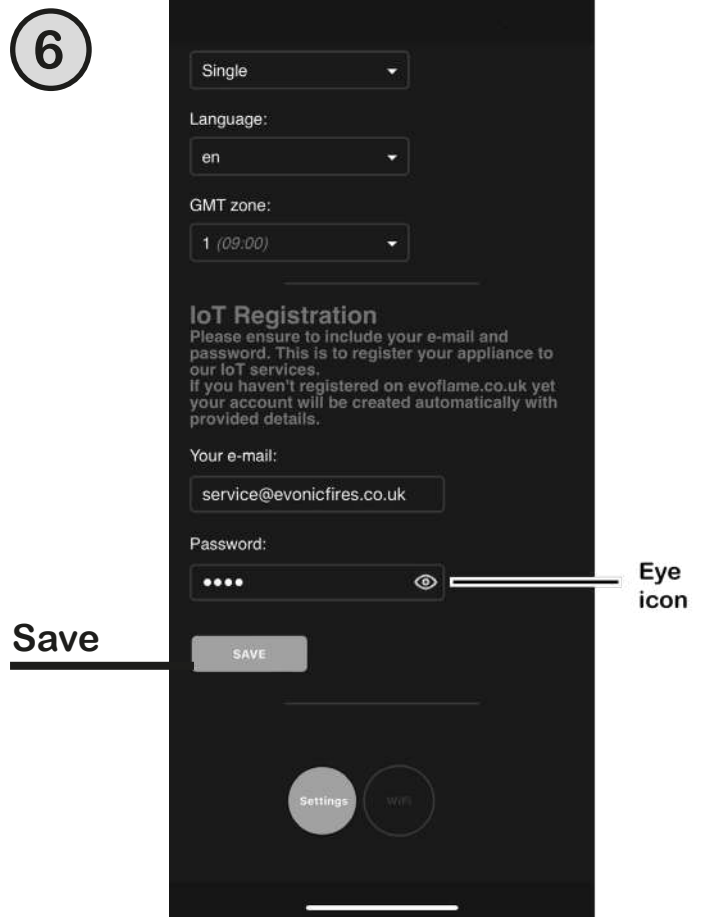 6
Single
Language:
en
GMT zone:
1 (09:00)
IoT Registration
Please ensure to include your e-mail and
password. This is to register your appliance to
our IoT services.
If you haven't registered on evoflame.co.uk yet
your account will be created automatically with
provided details.
Your e-mail:
service@evonicfires.co.uk
Password:
••••
Eye
icon
Save
SAVE
Settings
WiFi